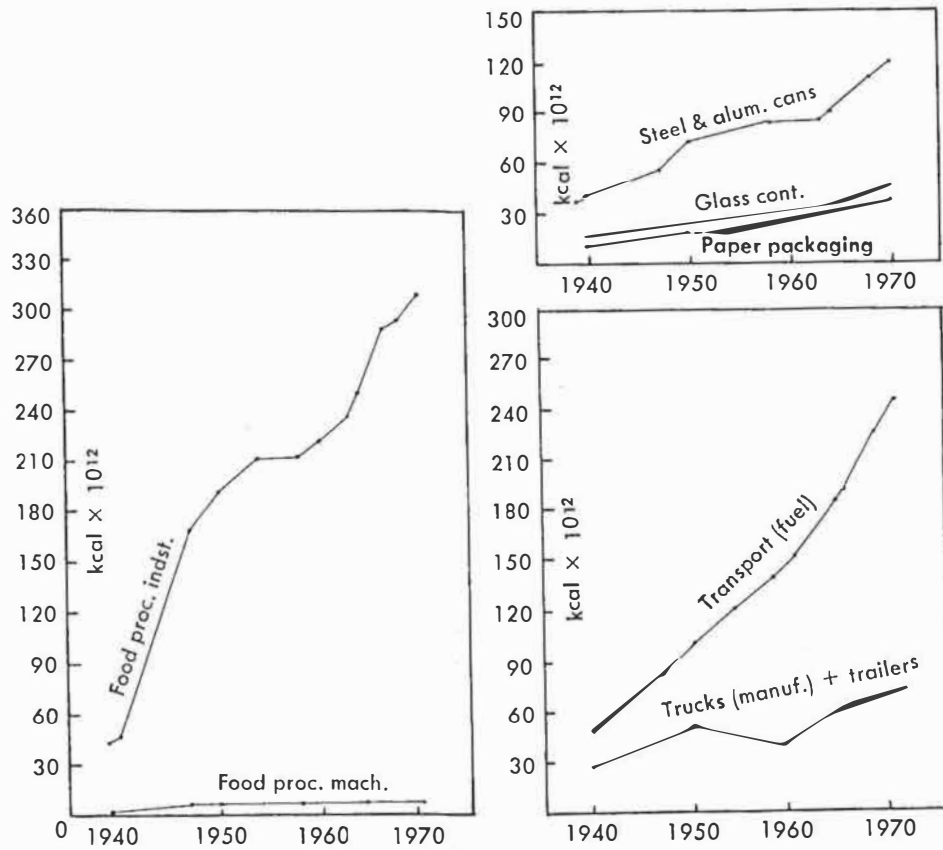 360
330
300
270
240
210
180
150
120
90
60
30
0
kcal × 10¹²
Food proc. indst.
Food proc. mach.
1940 1950 1960 1970
150
120
90
60
30
kcal × 10¹²
Steel & alum. cans
Glass cont.
Paper packaging
1940 1950 1960 1970
300
270
240
210
180
150
120
90
60
30
kcal × 10¹²
Transport (fuel)
Trucks (manuf.) + trailers
1940 1950 1960 1970